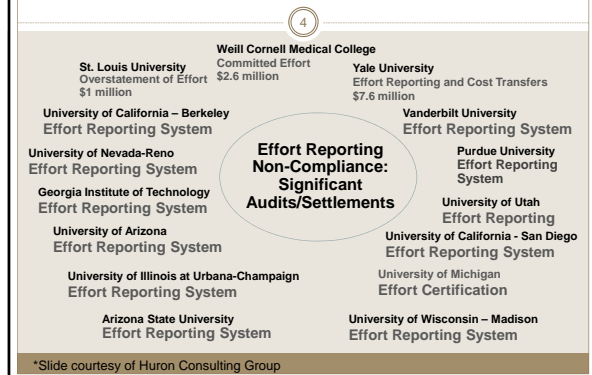 4
Weill Cornell Medical College
Committed Effort
$2.6 million
St. Louis University
Overstatement of Effort
$1 million
Yale University
Effort Reporting and Cost Transfers
$7.6 million
University of California – Berkeley
Effort Reporting System
Vanderbilt University
Effort Reporting System
University of Nevada-Reno
Effort Reporting System
Effort Reporting
Non-Compliance:
Significant
Audits/Settlements
Purdue University
Effort Reporting
System
Georgia Institute of Technology
Effort Reporting System
University of Utah
Effort Reporting
University of Arizona
Effort Reporting System
University of California - San Diego
Effort Reporting System
University of Illinois at Urbana-Champaign
Effort Reporting System
University of Michigan
Effort Certification
Arizona State University
Effort Reporting System
University of Wisconsin – Madison
Effort Reporting System
*Slide courtesy of Huron Consulting Group